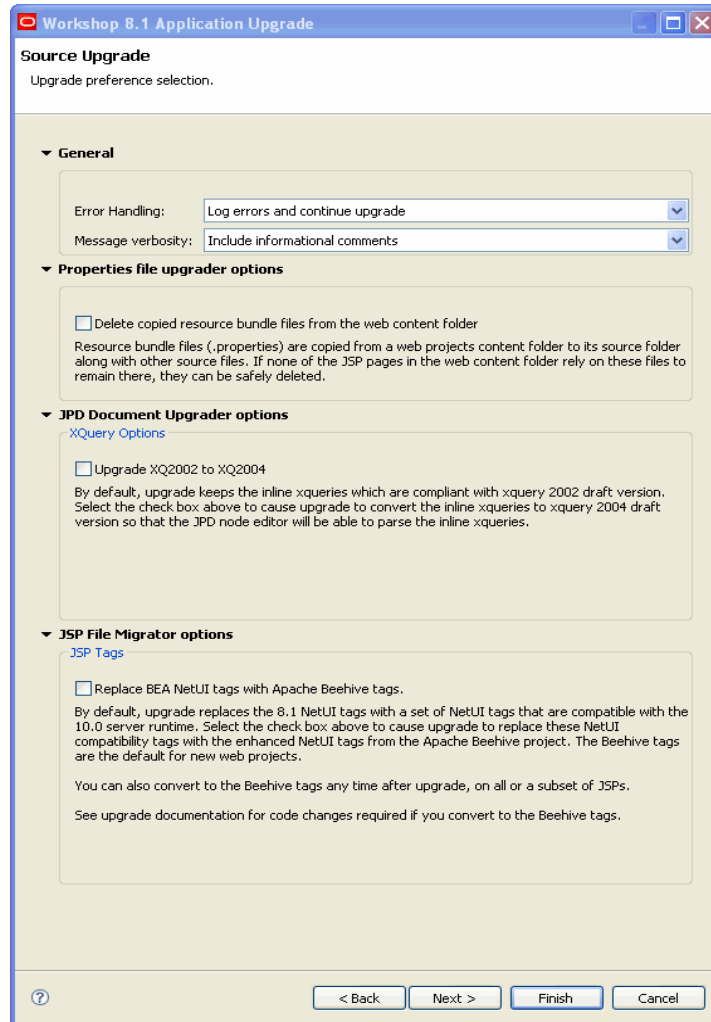 Workshop 8.1 Application Upgrade
Source Upgrade
Upgrade preference selection.
General
Error Handling: Log errors and continue upgrade
Message verbosity: Include informational comments
Properties file upgrader options
Delete copied resource bundle files from the web content folder
Resource bundle files (.properties) are copied from a web projects content folder to its source folder
along with other source files. If none of the JSP pages in the web content folder rely on these files to
remain there, they can be safely deleted.
JPD Document Upgrader options
XQuery Options
Upgrade XQ2002 to XQ2004
By default, upgrade keeps the inline xqueries which are compliant with xquery 2002 draft version.
Select the check box above to cause upgrade to convert the inline xqueries to xquery 2004 draft
version so that the JPD node editor will be able to parse the inline xqueries.
JSP File Migrator options
JSP Tags
Replace BEA NetUI tags with Apache Beehive tags.
By default, upgrade replaces the 8.1 NetUI tags with a set of NetUI tags that are compatible with the
10.0 server runtime. Select the check box above to cause upgrade to replace these NetUI
compatibility tags with the enhanced NetUI tags from the Apache Beehive project. The Beehive tags
are the default for new web projects.
You can also convert to the Beehive tags any time after upgrade, on all or a subset of JSPs.
See upgrade documentation for code changes required if you convert to the Beehive tags.
? < Back Next > Finish Cancel